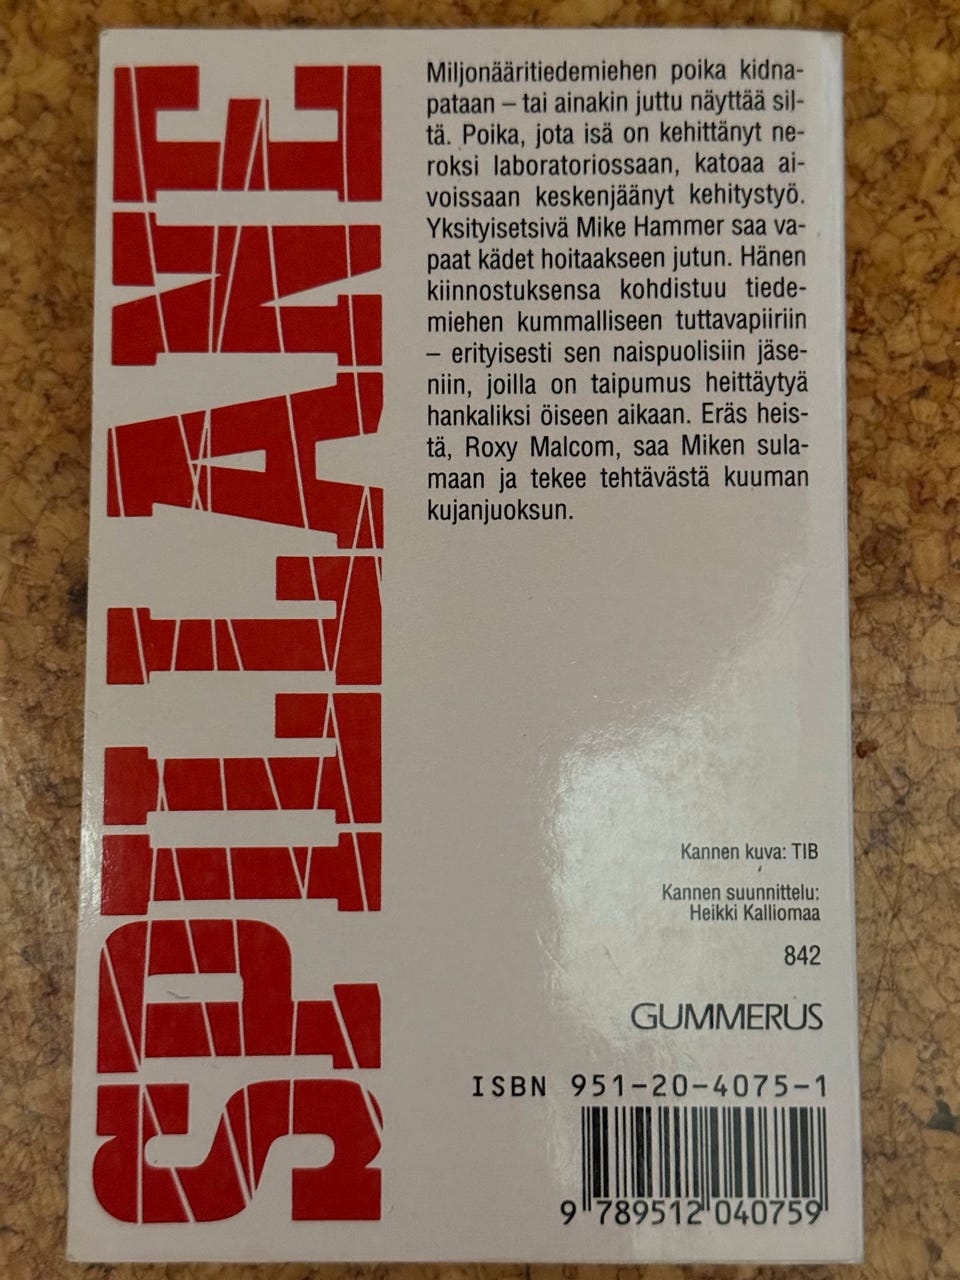 SPILLANE
Miljonääritiedemiehen poika kidna-
pataan – tai ainakin juttu näyttää sil-
tä. Poika, jota isä on kehittänyt ne-
roksi laboratoriossaan, katoaa ai-
voissaan keskenjäänyt kehitystyö.
Yksityisetsivä Mike Hammer saa va-
paat kädet hoitaakseen jutun. Hänen
kiinnostuksensa kohdistuu tiede-
miehen kummalliseen tuttavapiiriin
– erityisesti sen naispuolisiin jäse-
niin, joilla on taipumus heittäytyä
hankaliksi öiseen aikaan. Eräs heis-
tä, Roxy Malcom, saa Miken sula-
maan ja tekee tehtävästä kuuman
kujanjuoksun.
Kannen kuva: TIB
Kannen suunnittelu:
Heikki Kalliomaa
842
GUMMERUS
ISBN 951-20-4075-1
9 789512 040759